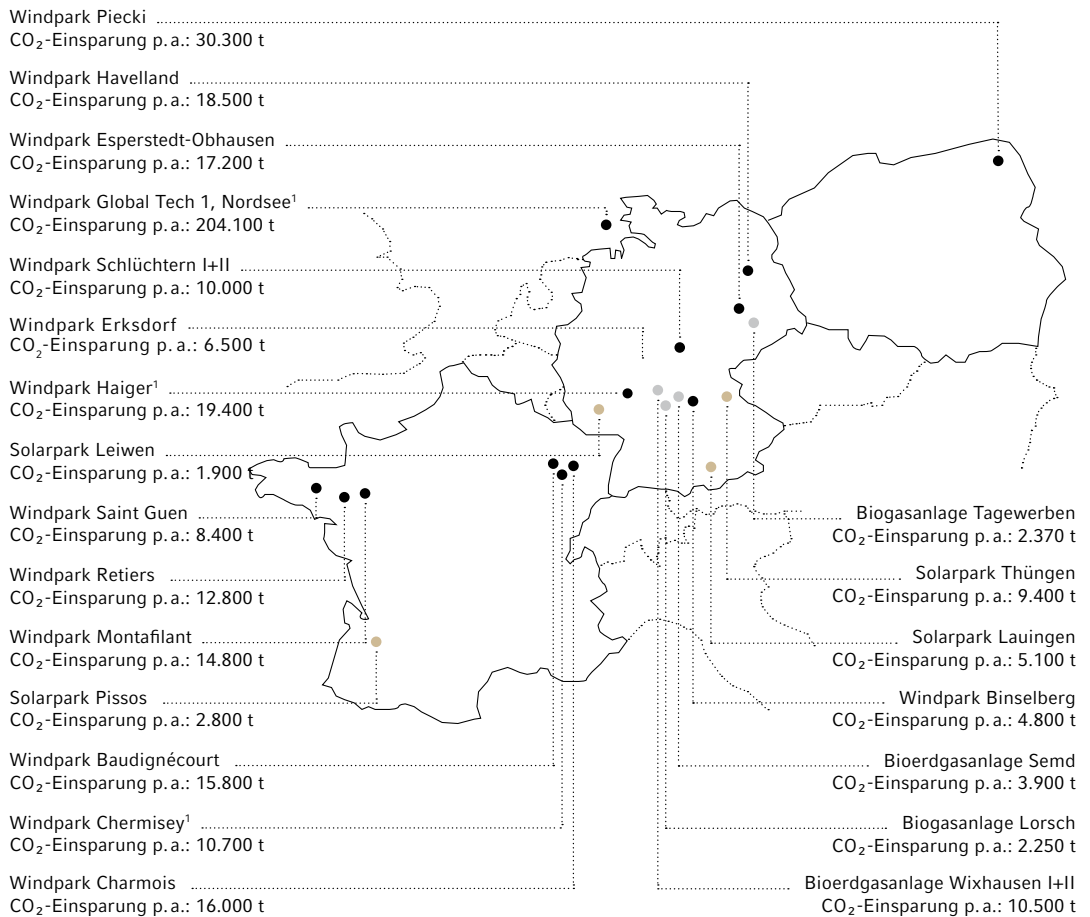 Windpark Piecki
CO₂-Einsparung p. a.: 30.300 t
Windpark Havelland
CO₂-Einsparung p. a.: 18.500 t
Windpark Esperstedt-Obhausen
CO₂-Einsparung p. a.: 17.200 t
Windpark Global Tech 1, Nordsee¹
CO₂-Einsparung p. a.: 204.100 t
Windpark Schlüchtern I+II
CO₂-Einsparung p. a.: 10.000 t
Windpark Erksdorf
CO₂-Einsparung p. a.: 6.500 t
Windpark Haiger¹
CO₂-Einsparung p. a.: 19.400 t
Solarpark Leiwen
CO₂-Einsparung p. a.: 1.900 t
Windpark Saint Guen
CO₂-Einsparung p. a.: 8.400 t
Windpark Retiers
CO₂-Einsparung p. a.: 12.800 t
Windpark Montafilant
CO₂-Einsparung p. a.: 14.800 t
Solarpark Pissos
CO₂-Einsparung p. a.: 2.800 t
Windpark Baudignécourt
CO₂-Einsparung p. a.: 15.800 t
Windpark Chermisey¹
CO₂-Einsparung p. a.: 10.700 t
Windpark Charmois
CO₂-Einsparung p. a.: 16.000 t
Biogasanlage Tagewerben
CO₂-Einsparung p. a.: 2.370 t
Solarpark Thüngen
CO₂-Einsparung p. a.: 9.400 t
Solarpark Lauingen
CO₂-Einsparung p. a.: 5.100 t
Windpark Binselberg
CO₂-Einsparung p. a.: 4.800 t
Bioerdgasanlage Semd
CO₂-Einsparung p. a.: 3.900 t
Biogasanlage Lorsch
CO₂-Einsparung p. a.: 2.250 t
Bioerdgasanlage Wixhausen I+II
CO₂-Einsparung p. a.: 10.500 t